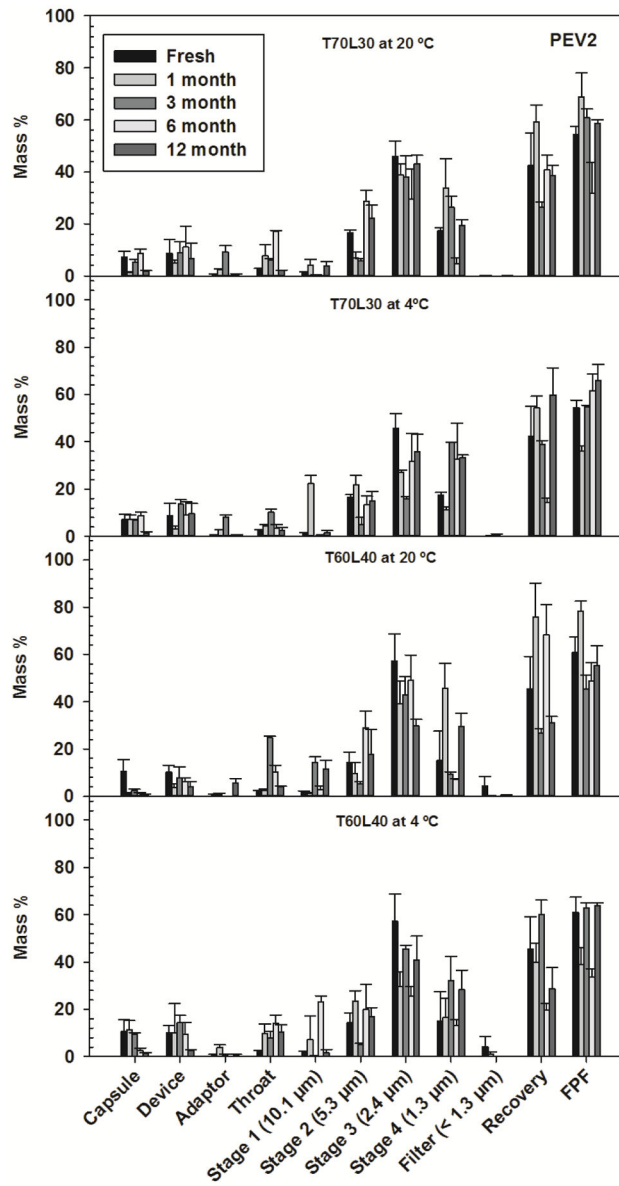 T70L30 at 20 ºC
PEV2
Fresh
1 month
3 month
6 month
12 month
Mass %
100
80
60
40
20
0
T70L30 at 4ºC
Mass %
100
80
60
40
20
0
T60L40 at 20 ºC
Mass %
100
80
60
40
20
0
T60L40 at 4 ºC
Mass %
100
80
60
40
20
0
Capsule
Device
Adaptor
Throat
Stage 1 (10.1 µm)
Stage 2 (5.3 µm)
Stage 3 (2.4 µm)
Stage 4 (1.3 µm)
Filter (< 1.3 µm)
Recovery
FPF